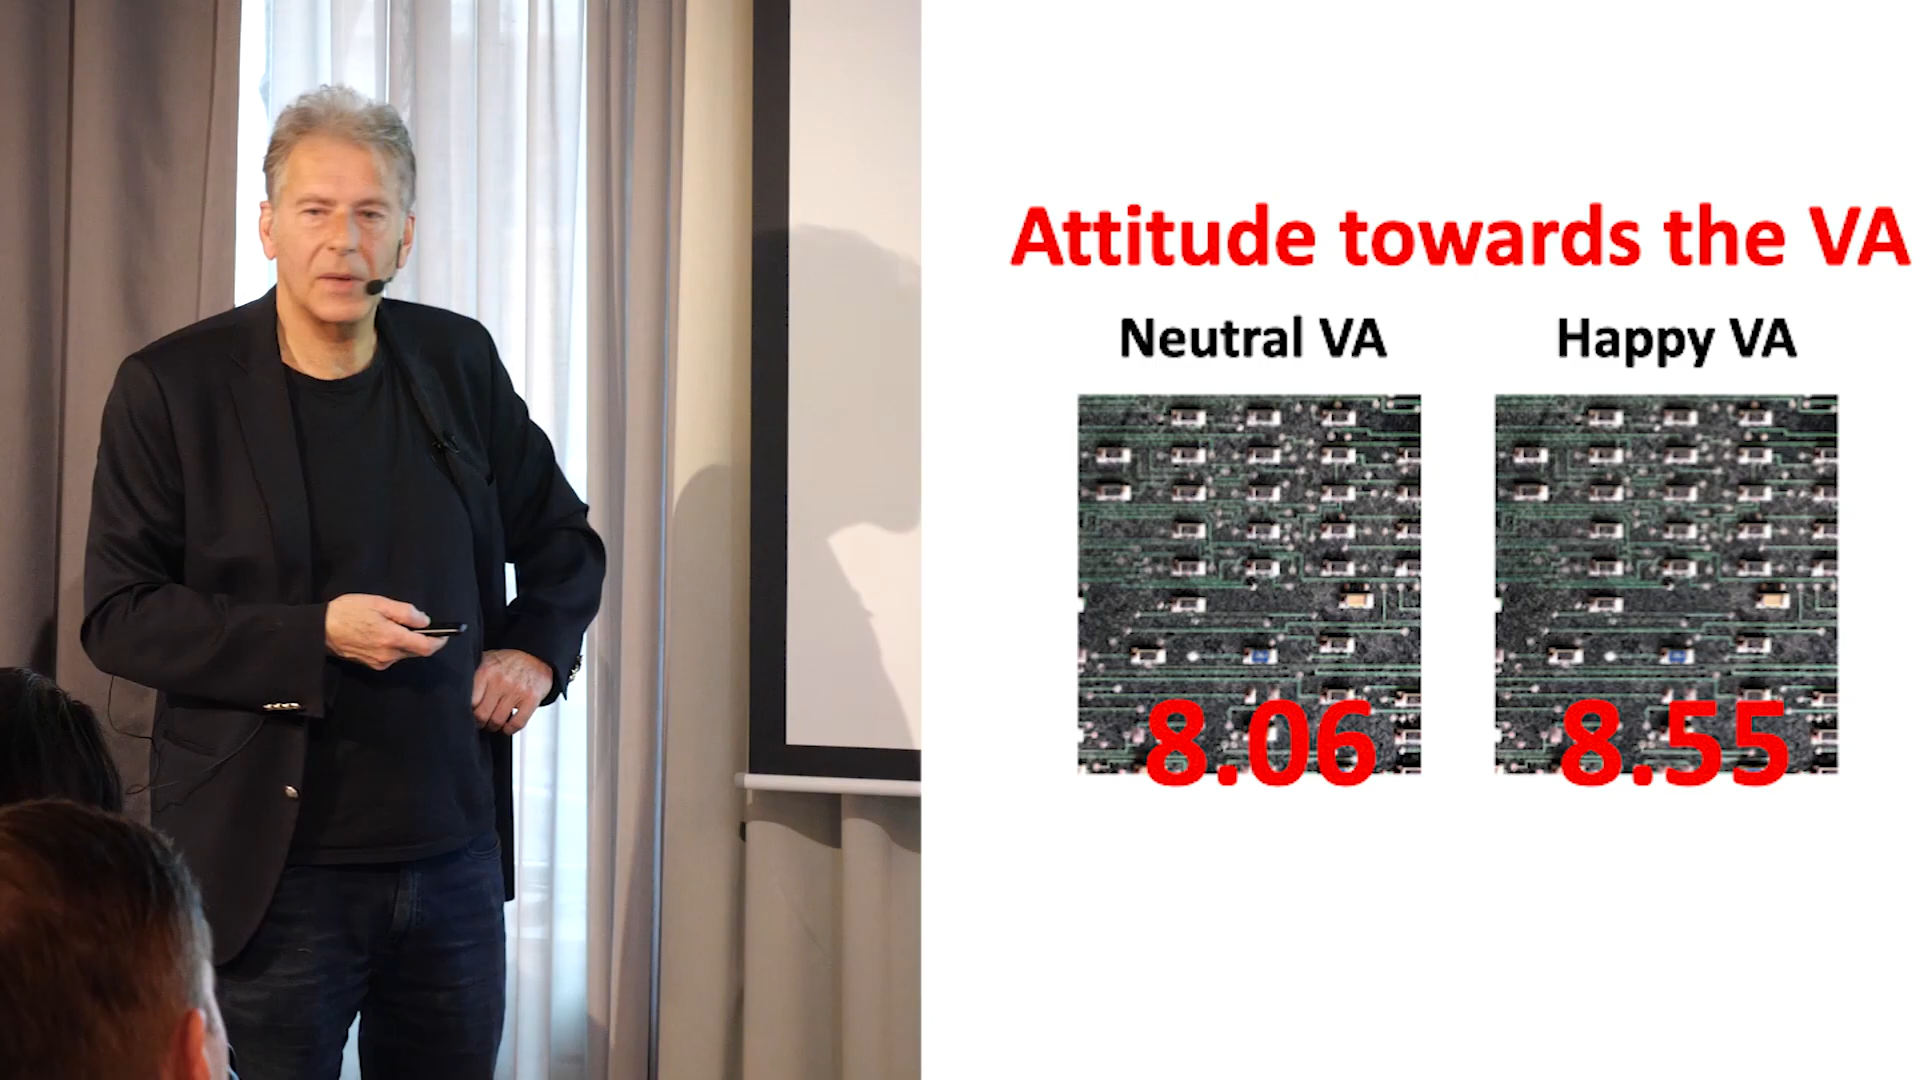 Attitude towards the VA
Neutral VA
Happy VA
8.06
8.55